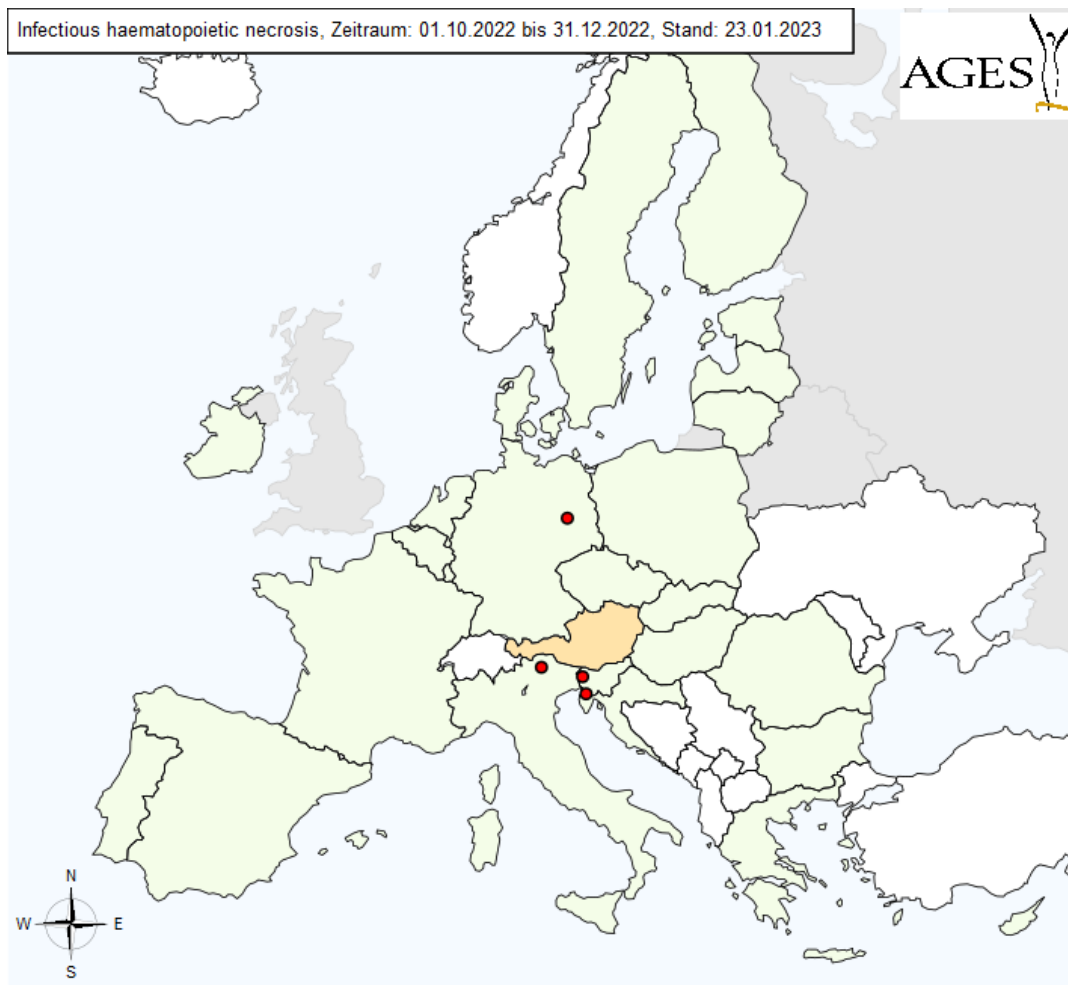 Infectious haematopoietic necrosis, Zeitraum: 01.10.2022 bis 31.12.2022, Stand: 23.01.2023
AGES
N
W E
S